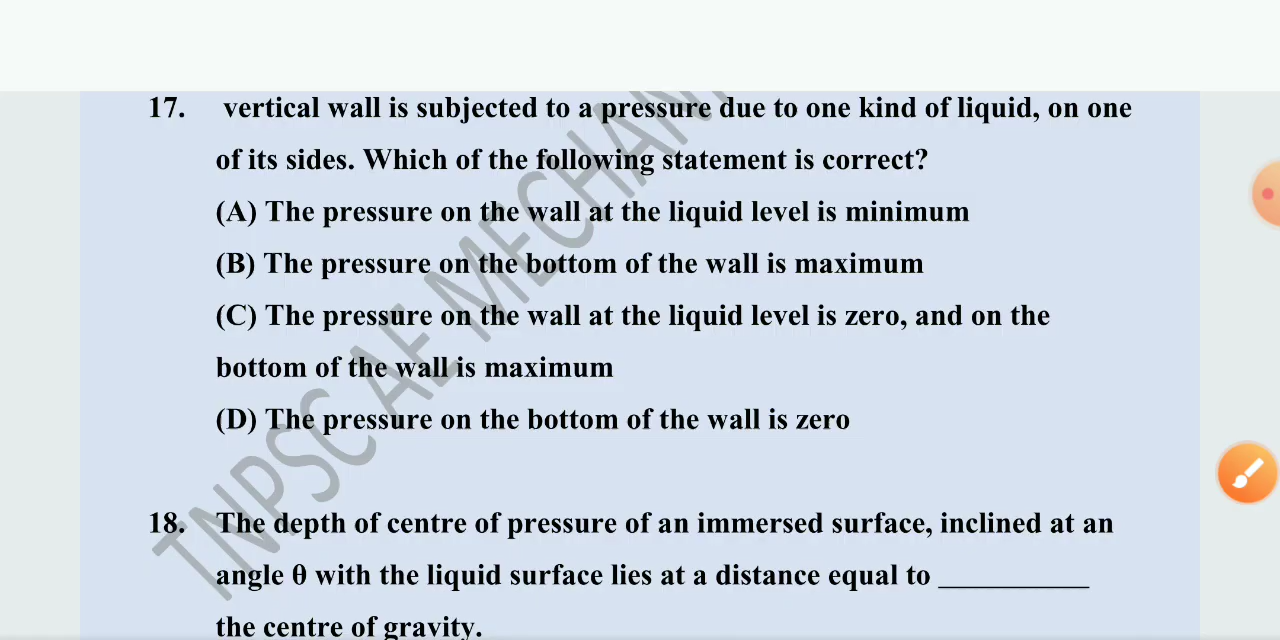 17. vertical wall is subjected to a pressure due to one kind of liquid, on one
of its sides. Which of the following statement is correct?
(A) The pressure on the wall at the liquid level is minimum
(B) The pressure on the bottom of the wall is maximum
(C) The pressure on the wall at the liquid level is zero, and on the
bottom of the wall is maximum
(D) The pressure on the bottom of the wall is zero
18. The depth of centre of pressure of an immersed surface, inclined at an
angle θ with the liquid surface lies at a distance equal to __________
the centre of gravity.
TNPSC AE MECHAN